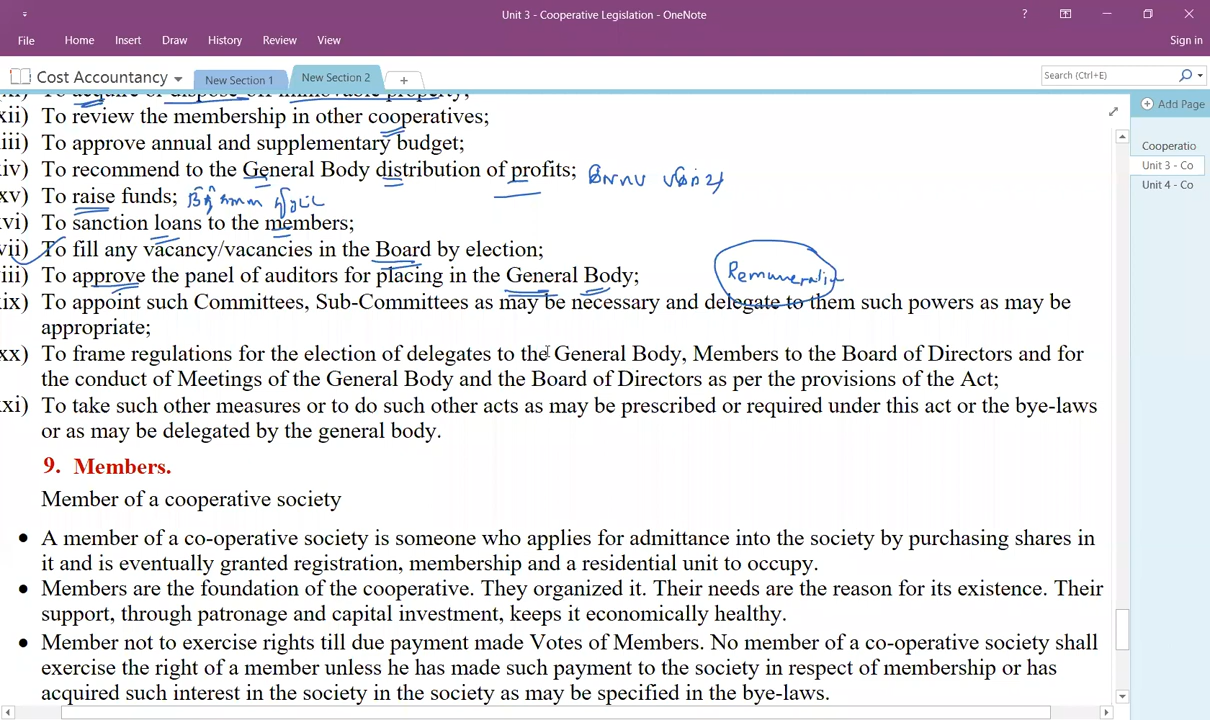 Unit 3 - Cooperative Legislation - OneNote
File Home Insert Draw History Review View
Sign in
Cost Accountancy New Section 1 New Section 2 +
Search (Ctrl+E)
Add Page
Cooperatio
Unit 3 - Co
Unit 4 - Co
To acquire or dispose off immovable property;
xii) To review the membership in other cooperatives;
iii) To approve annual and supplementary budget;
iv) To recommend to the General Body distribution of profits;
xv) To raise funds;
vi) To sanction loans to the members;
vii) To fill any vacancy/vacancies in the Board by election;
iii) To approve the panel of auditors for placing in the General Body;
Remuneration
xix) To appoint such Committees, Sub-Committees as may be necessary and delegate to them such powers as may be
appropriate;
xx) To frame regulations for the election of delegates to the General Body, Members to the Board of Directors and for
the conduct of Meetings of the General Body and the Board of Directors as per the provisions of the Act;
xxi) To take such other measures or to do such other acts as may be prescribed or required under this act or the bye-laws
or as may be delegated by the general body.
9. Members.
Member of a cooperative society
• A member of a co-operative society is someone who applies for admittance into the society by purchasing shares in
it and is eventually granted registration, membership and a residential unit to occupy.
• Members are the foundation of the cooperative. They organized it. Their needs are the reason for its existence. Their
support, through patronage and capital investment, keeps it economically healthy.
• Member not to exercise rights till due payment made Votes of Members. No member of a co-operative society shall
exercise the right of a member unless he has made such payment to the society in respect of membership or has
acquired such interest in the society in the society as may be specified in the bye-laws.